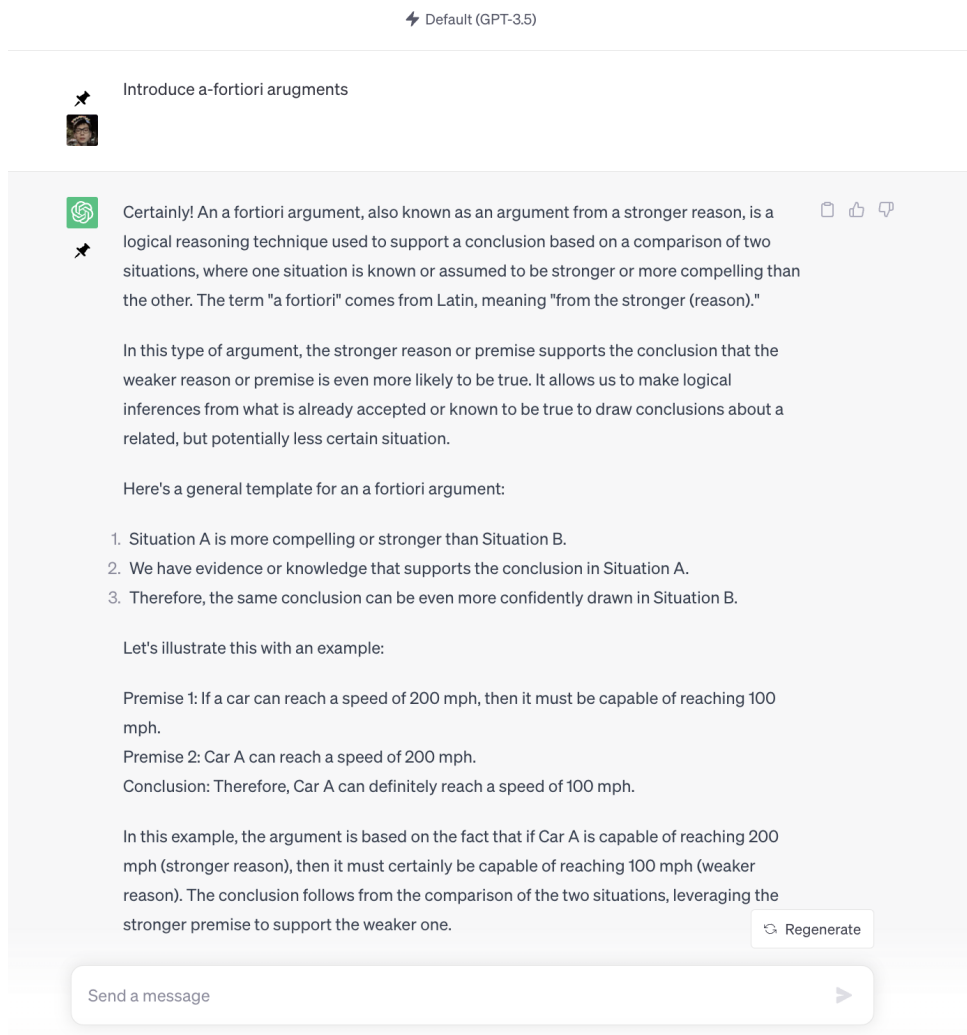 Default (GPT-3.5)
Introduce a-fortiori arugments
Certainly! An a fortiori argument, also known as an argument from a stronger reason, is a
logical reasoning technique used to support a conclusion based on a comparison of two
situations, where one situation is known or assumed to be stronger or more compelling than
the other. The term "a fortiori" comes from Latin, meaning "from the stronger (reason)."
In this type of argument, the stronger reason or premise supports the conclusion that the
weaker reason or premise is even more likely to be true. It allows us to make logical
inferences from what is already accepted or known to be true to draw conclusions about a
related, but potentially less certain situation.
Here's a general template for an a fortiori argument:
1. Situation A is more compelling or stronger than Situation B.
2. We have evidence or knowledge that supports the conclusion in Situation A.
3. Therefore, the same conclusion can be even more confidently drawn in Situation B.
Let's illustrate this with an example:
Premise 1: If a car can reach a speed of 200 mph, then it must be capable of reaching 100
mph.
Premise 2: Car A can reach a speed of 200 mph.
Conclusion: Therefore, Car A can definitely reach a speed of 100 mph.
In this example, the argument is based on the fact that if Car A is capable of reaching 200
mph (stronger reason), then it must certainly be capable of reaching 100 mph (weaker
reason). The conclusion follows from the comparison of the two situations, leveraging the
stronger premise to support the weaker one.
Regenerate
Send a message